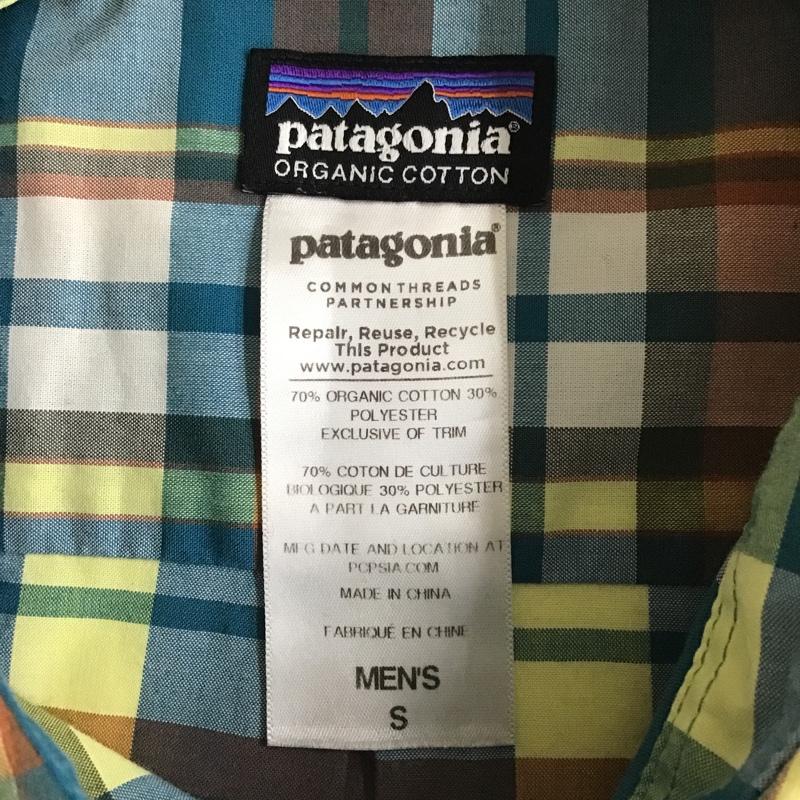 patagonia®
ORGANIC COTTON
patagonia®
COMMON THREADS
PARTNERSHIP
Repair, Reuse, Recycle
This Product
www.patagonia.com
70% ORGANIC COTTON 30%
POLYESTER
EXCLUSIVE OF TRIM
70% COTON DE CULTURE
BIOLOGIQUE 30% POLYESTER
A PART LA GARNITURE
MFG DATE AND LOCATION AT
PCPSIA.COM
MADE IN CHINA
FABRIQUÉ EN CHINE
MEN'S
S